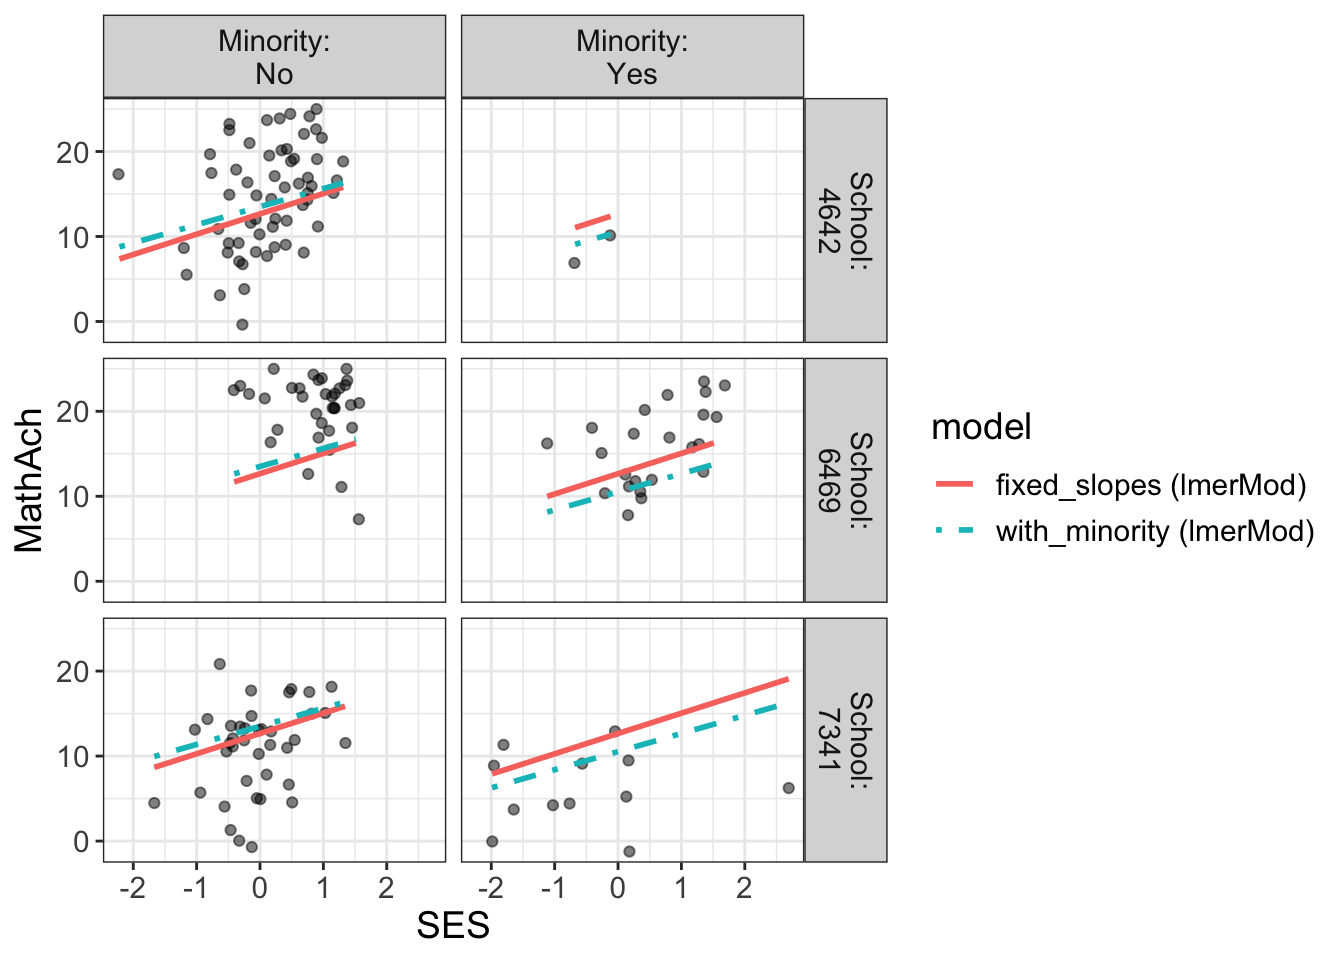 Minority:
No
Minority:
Yes
20
10
0
School:
4642
20
10
0
School:
6469
20
10
0
School:
7341
-2 -1 0 1 2
-2 -1 0 1 2
SES
MathAch
model
fixed_slopes (lmerMod)
with_minority (lmerMod)